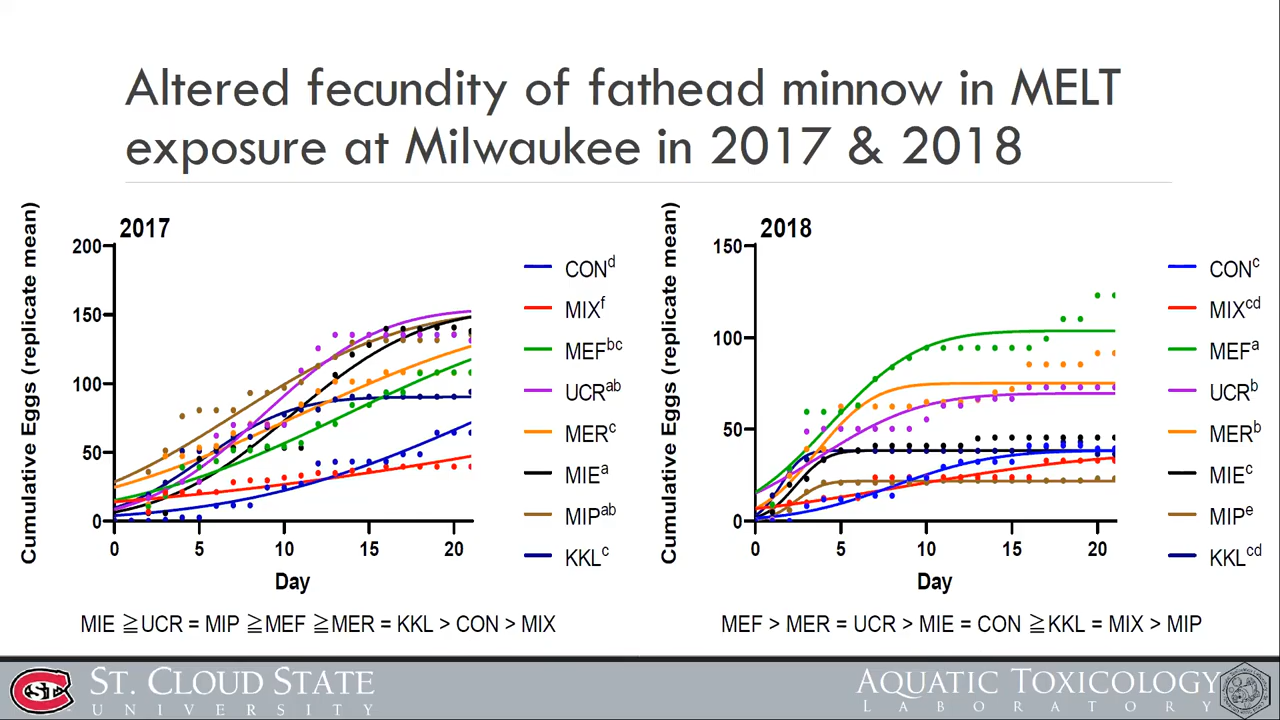 Altered fecundity of fathead minnow in MELT
exposure at Milwaukee in 2017 & 2018
Cumulative Eggs (replicate mean)
2017
200
150
100
50
0
0 5 10 15 20
Day
CONd
MIXf
MEFbc
UCRab
MERc
MIEa
MIPab
KKLc
MIE ≧UCR = MIP ≧MEF ≧MER = KKL > CON > MIX
Cumulative Eggs (replicate mean)
2018
150
100
50
0
0 5 10 15 20
Day
CONc
MIXcd
MEFa
UCRb
MERb
MIEc
MIPe
KKLcd
MEF > MER = UCR > MIE = CON ≧KKL = MIX > MIP
ST. CLOUD STATE
UNIVERSITY
AQUATIC TOXICOLOGY
LABORATORY